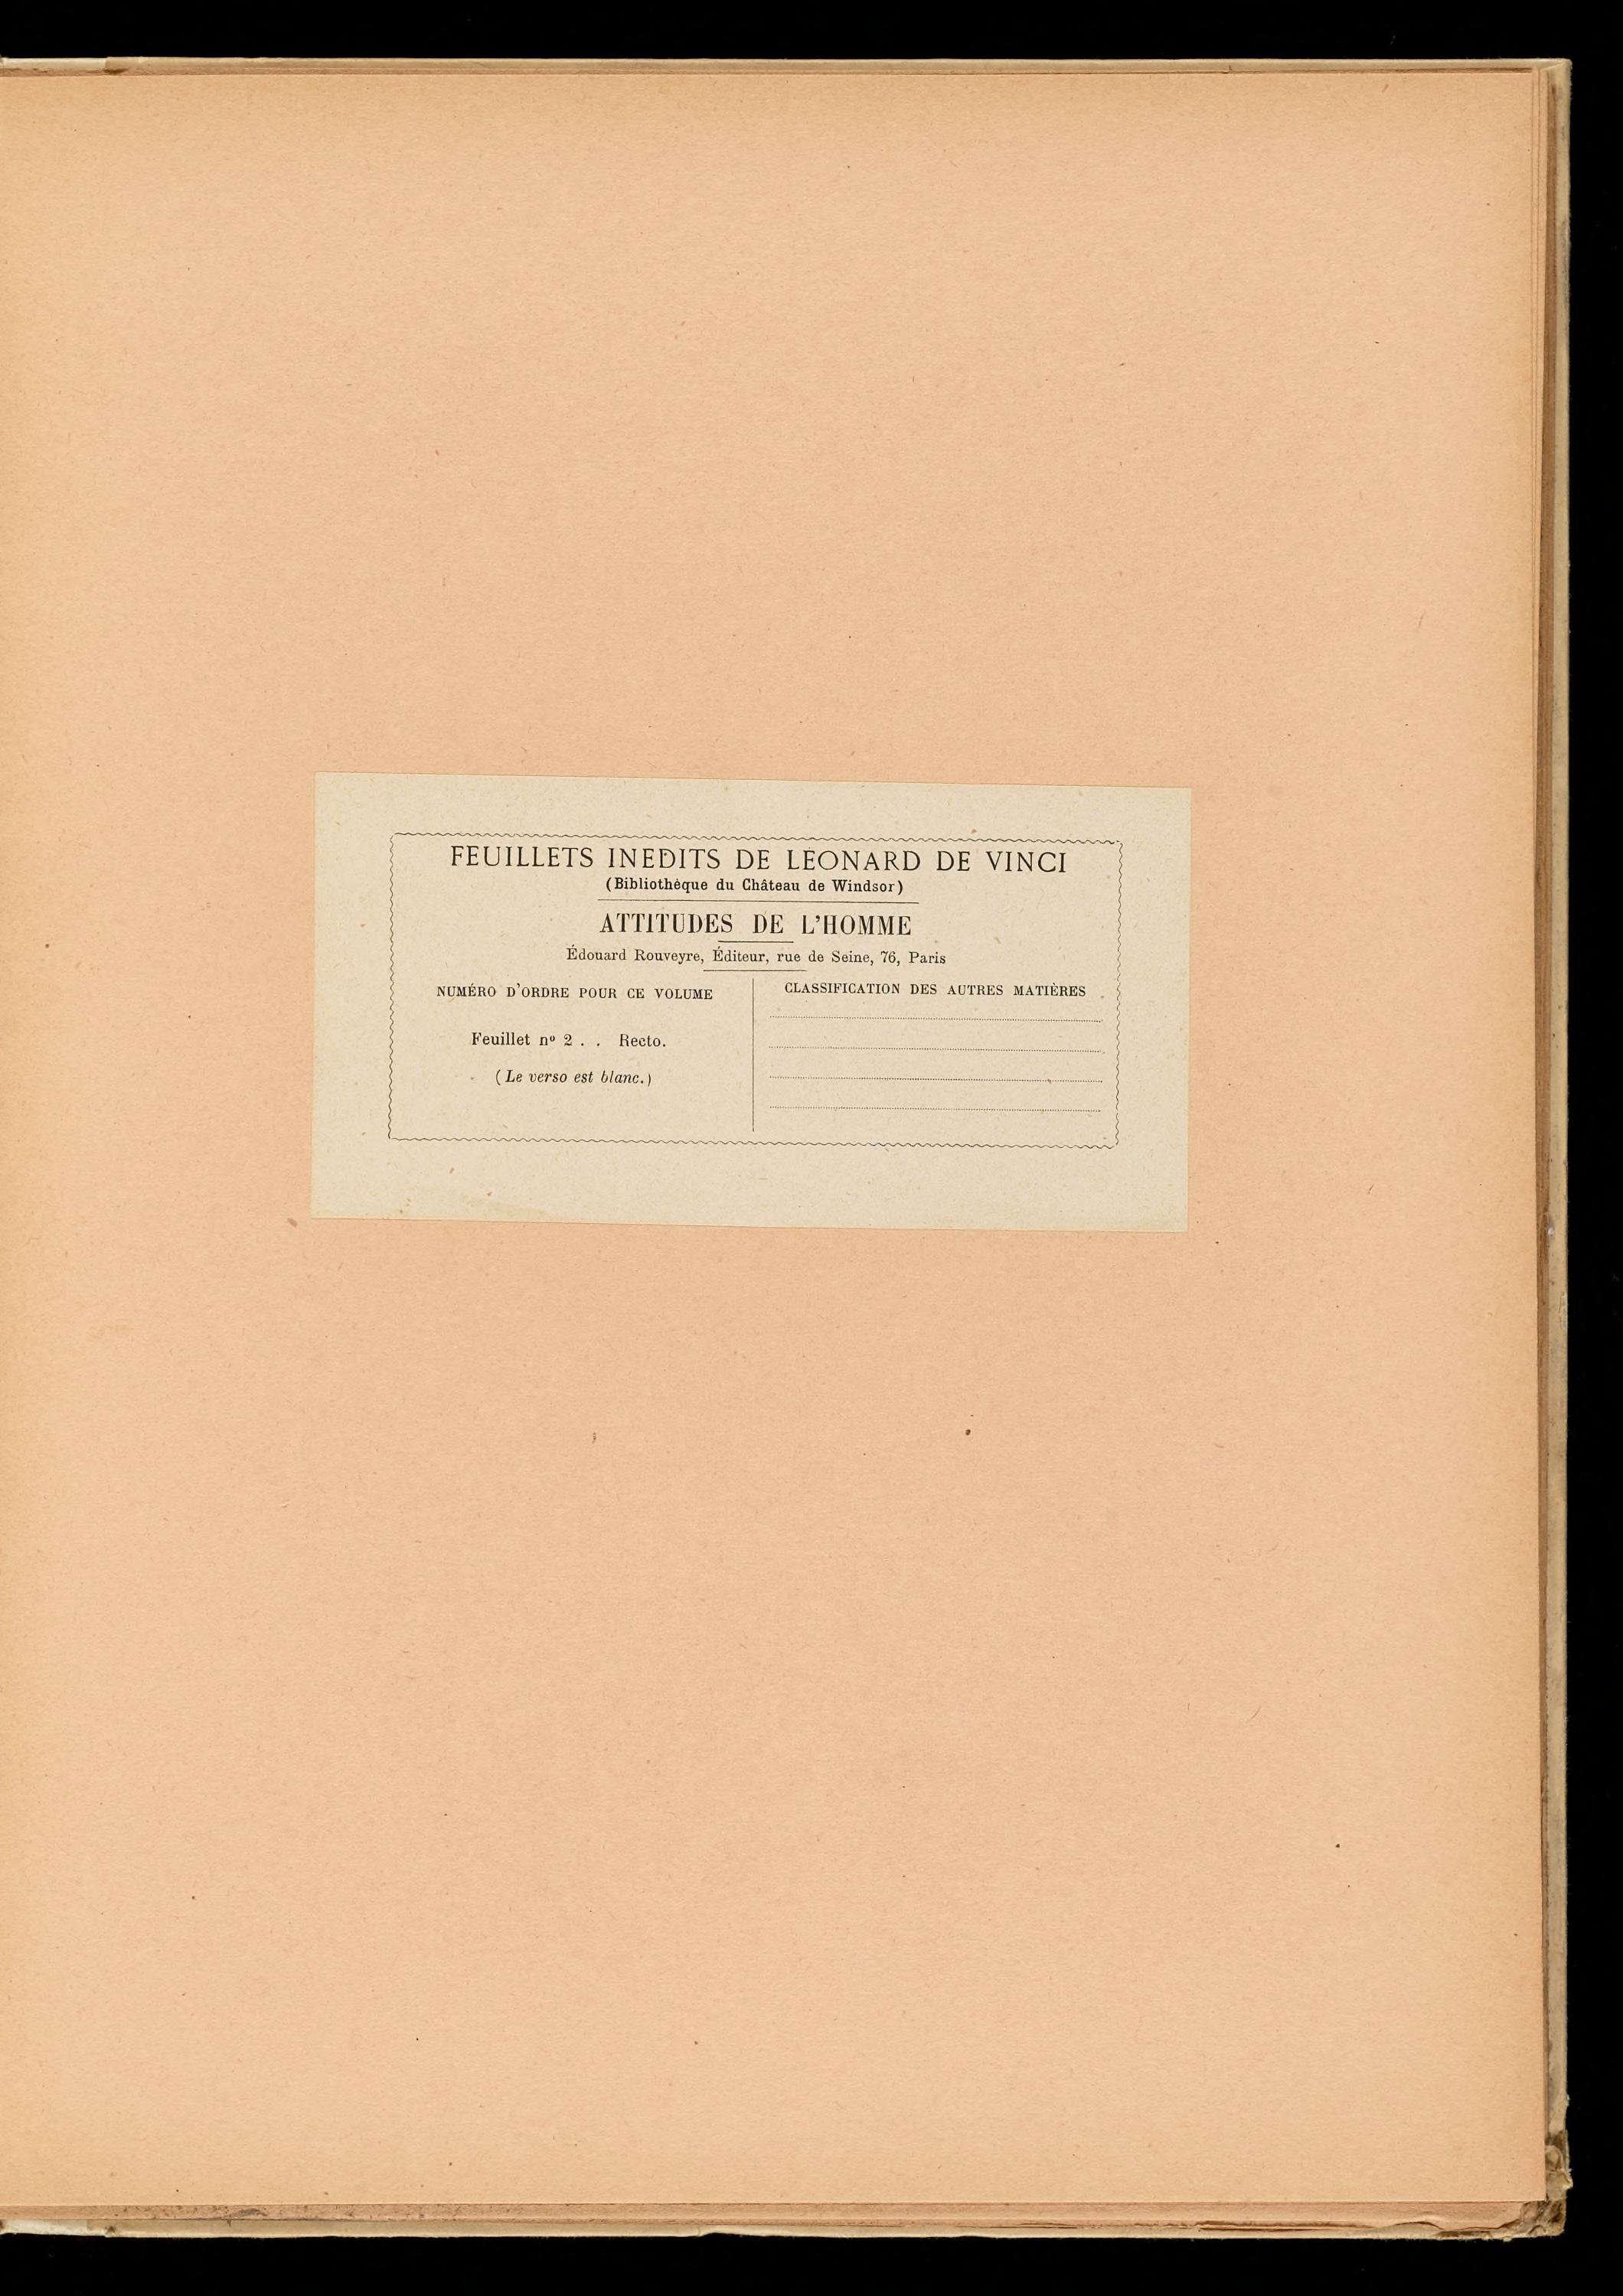 FEUILLETS INEDITS DE LÉONARD DE VINCI
(Bibliothèque du Château de Windsor)
ATTITUDES DE L'HOMME
Édouard Rouveyre, Éditeur, rue de Seine, 76, Paris
NUMÉRO D'ORDRE POUR CE VOLUME
Feuillet nº 2 . . Recto.
(Le verso est blanc.)
CLASSIFICATION DES AUTRES MATIÈRES